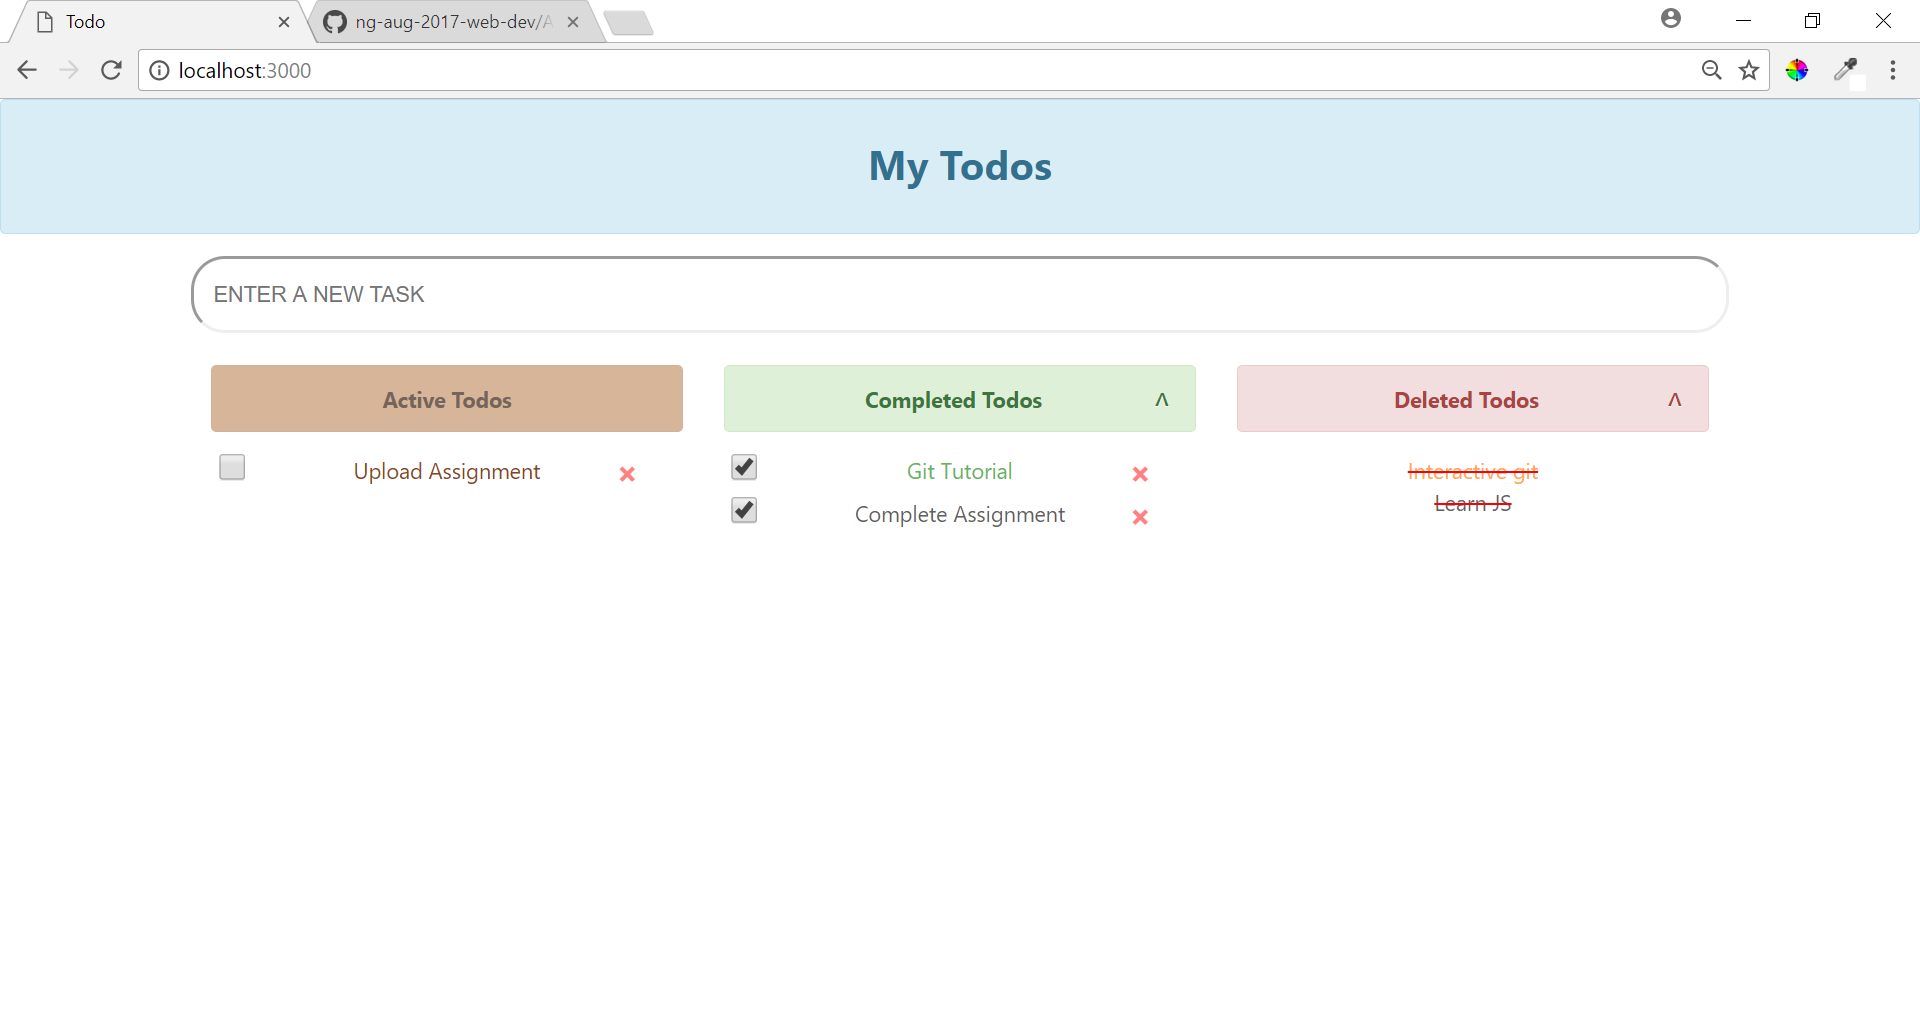 Todo
ng-aug-2017-web-dev/A
localhost:3000
My Todos
ENTER A NEW TASK
Active Todos
Completed Todos ^
Deleted Todos ^
Upload Assignment
Git Tutorial
Interactive git
Complete Assignment
Learn JS